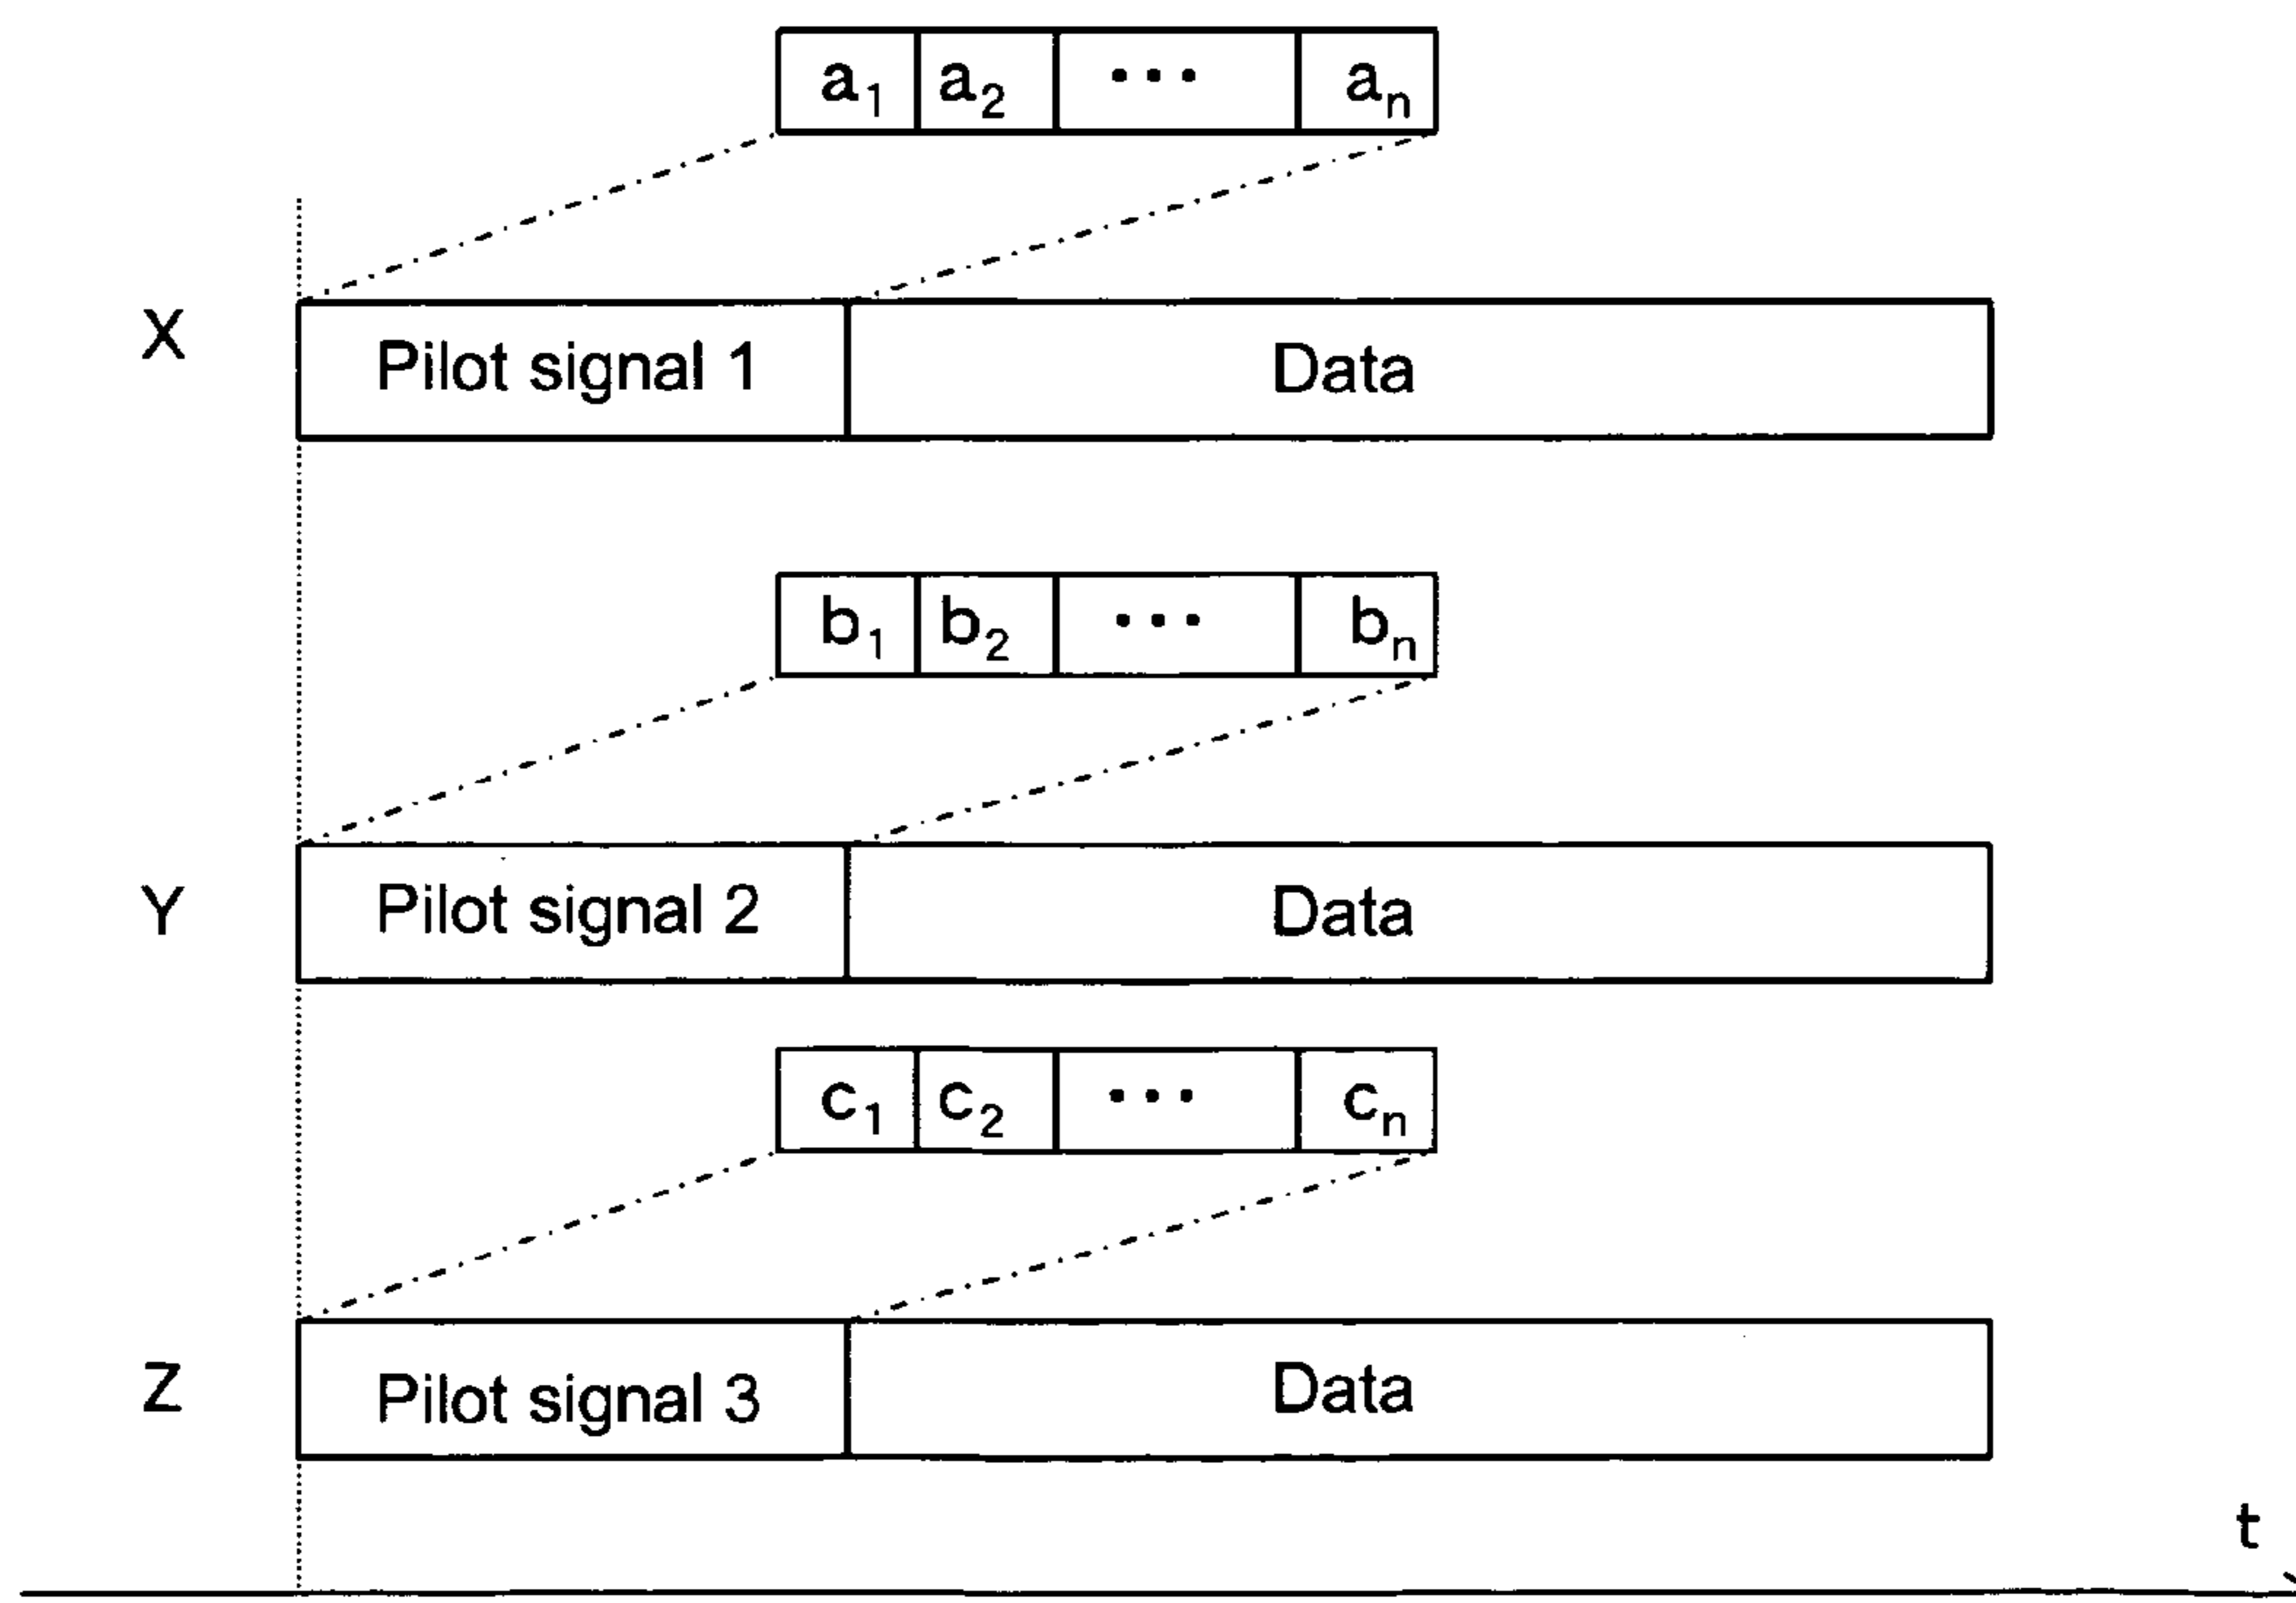 a1 a2 ••• an
X Pilot signal 1 Data
b1 b2 ••• bn
Y Pilot signal 2 Data
c1 c2 ••• cn
Z Pilot signal 3 Data
t